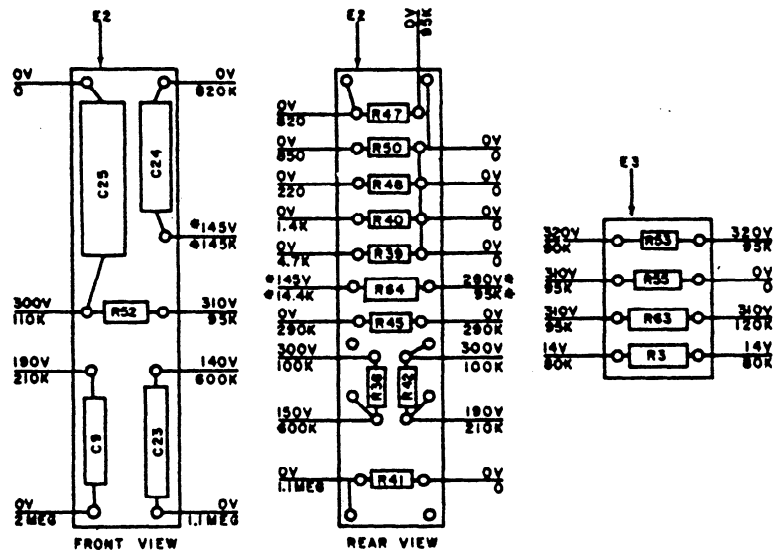 E2
0V
0
0V
820K
C25
C24
*145V
*145K
300V
110K
R52
310V
95K
190V
210K
140V
600K
C9
C23
0V
2MEG
0V
1.1MEG
FRONT VIEW
E2
0V
95K
0V
820
R47
0V
850
R50
0V
0
0V
220
R48
0V
0
0V
1.4K
R40
0V
0
0V
4.7K
R39
0V
0
*145V
*14.4K
R64
290V*
95K*
0V
290K
R45
0V
290K
300V
100K
R38
R42
300V
100K
150V
600K
190V
210K
0V
1.1MEG
R41
0V
0
REAR VIEW
E3
320V
90K
R53
320V
95K
310V
95K
R55
0V
0
310V
95K
R63
310V
120K
14V
80K
R3
14V
80K